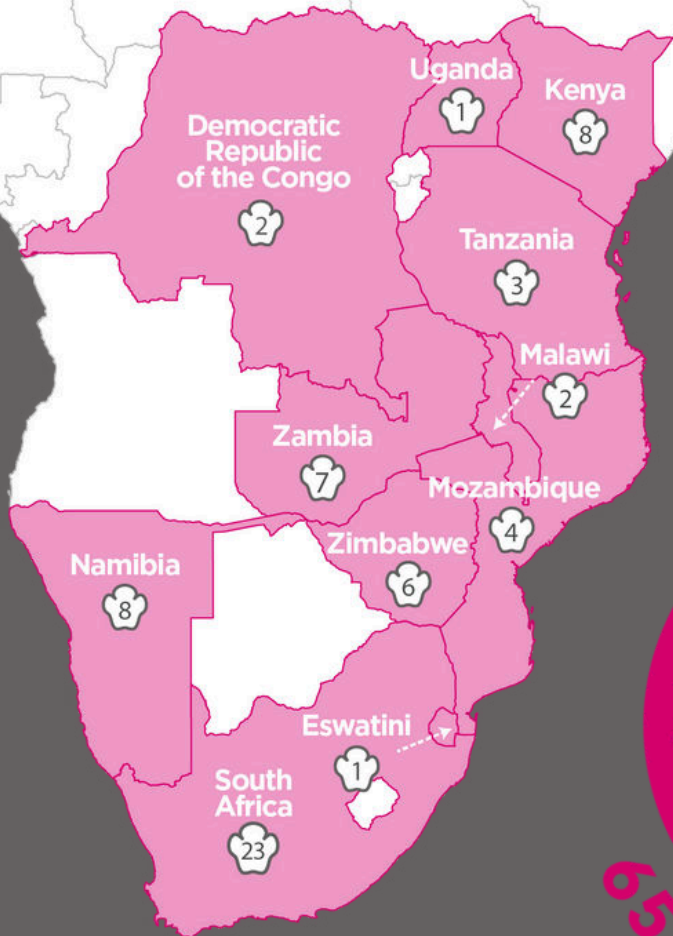 Uganda
1
Kenya
8
Democratic
Republic
of the Congo
2
Tanzania
3
Malawi
2
Zambia
7
Mozambique
4
Zimbabwe
6
Namibia
8
Eswatini
1
South
Africa
23
65